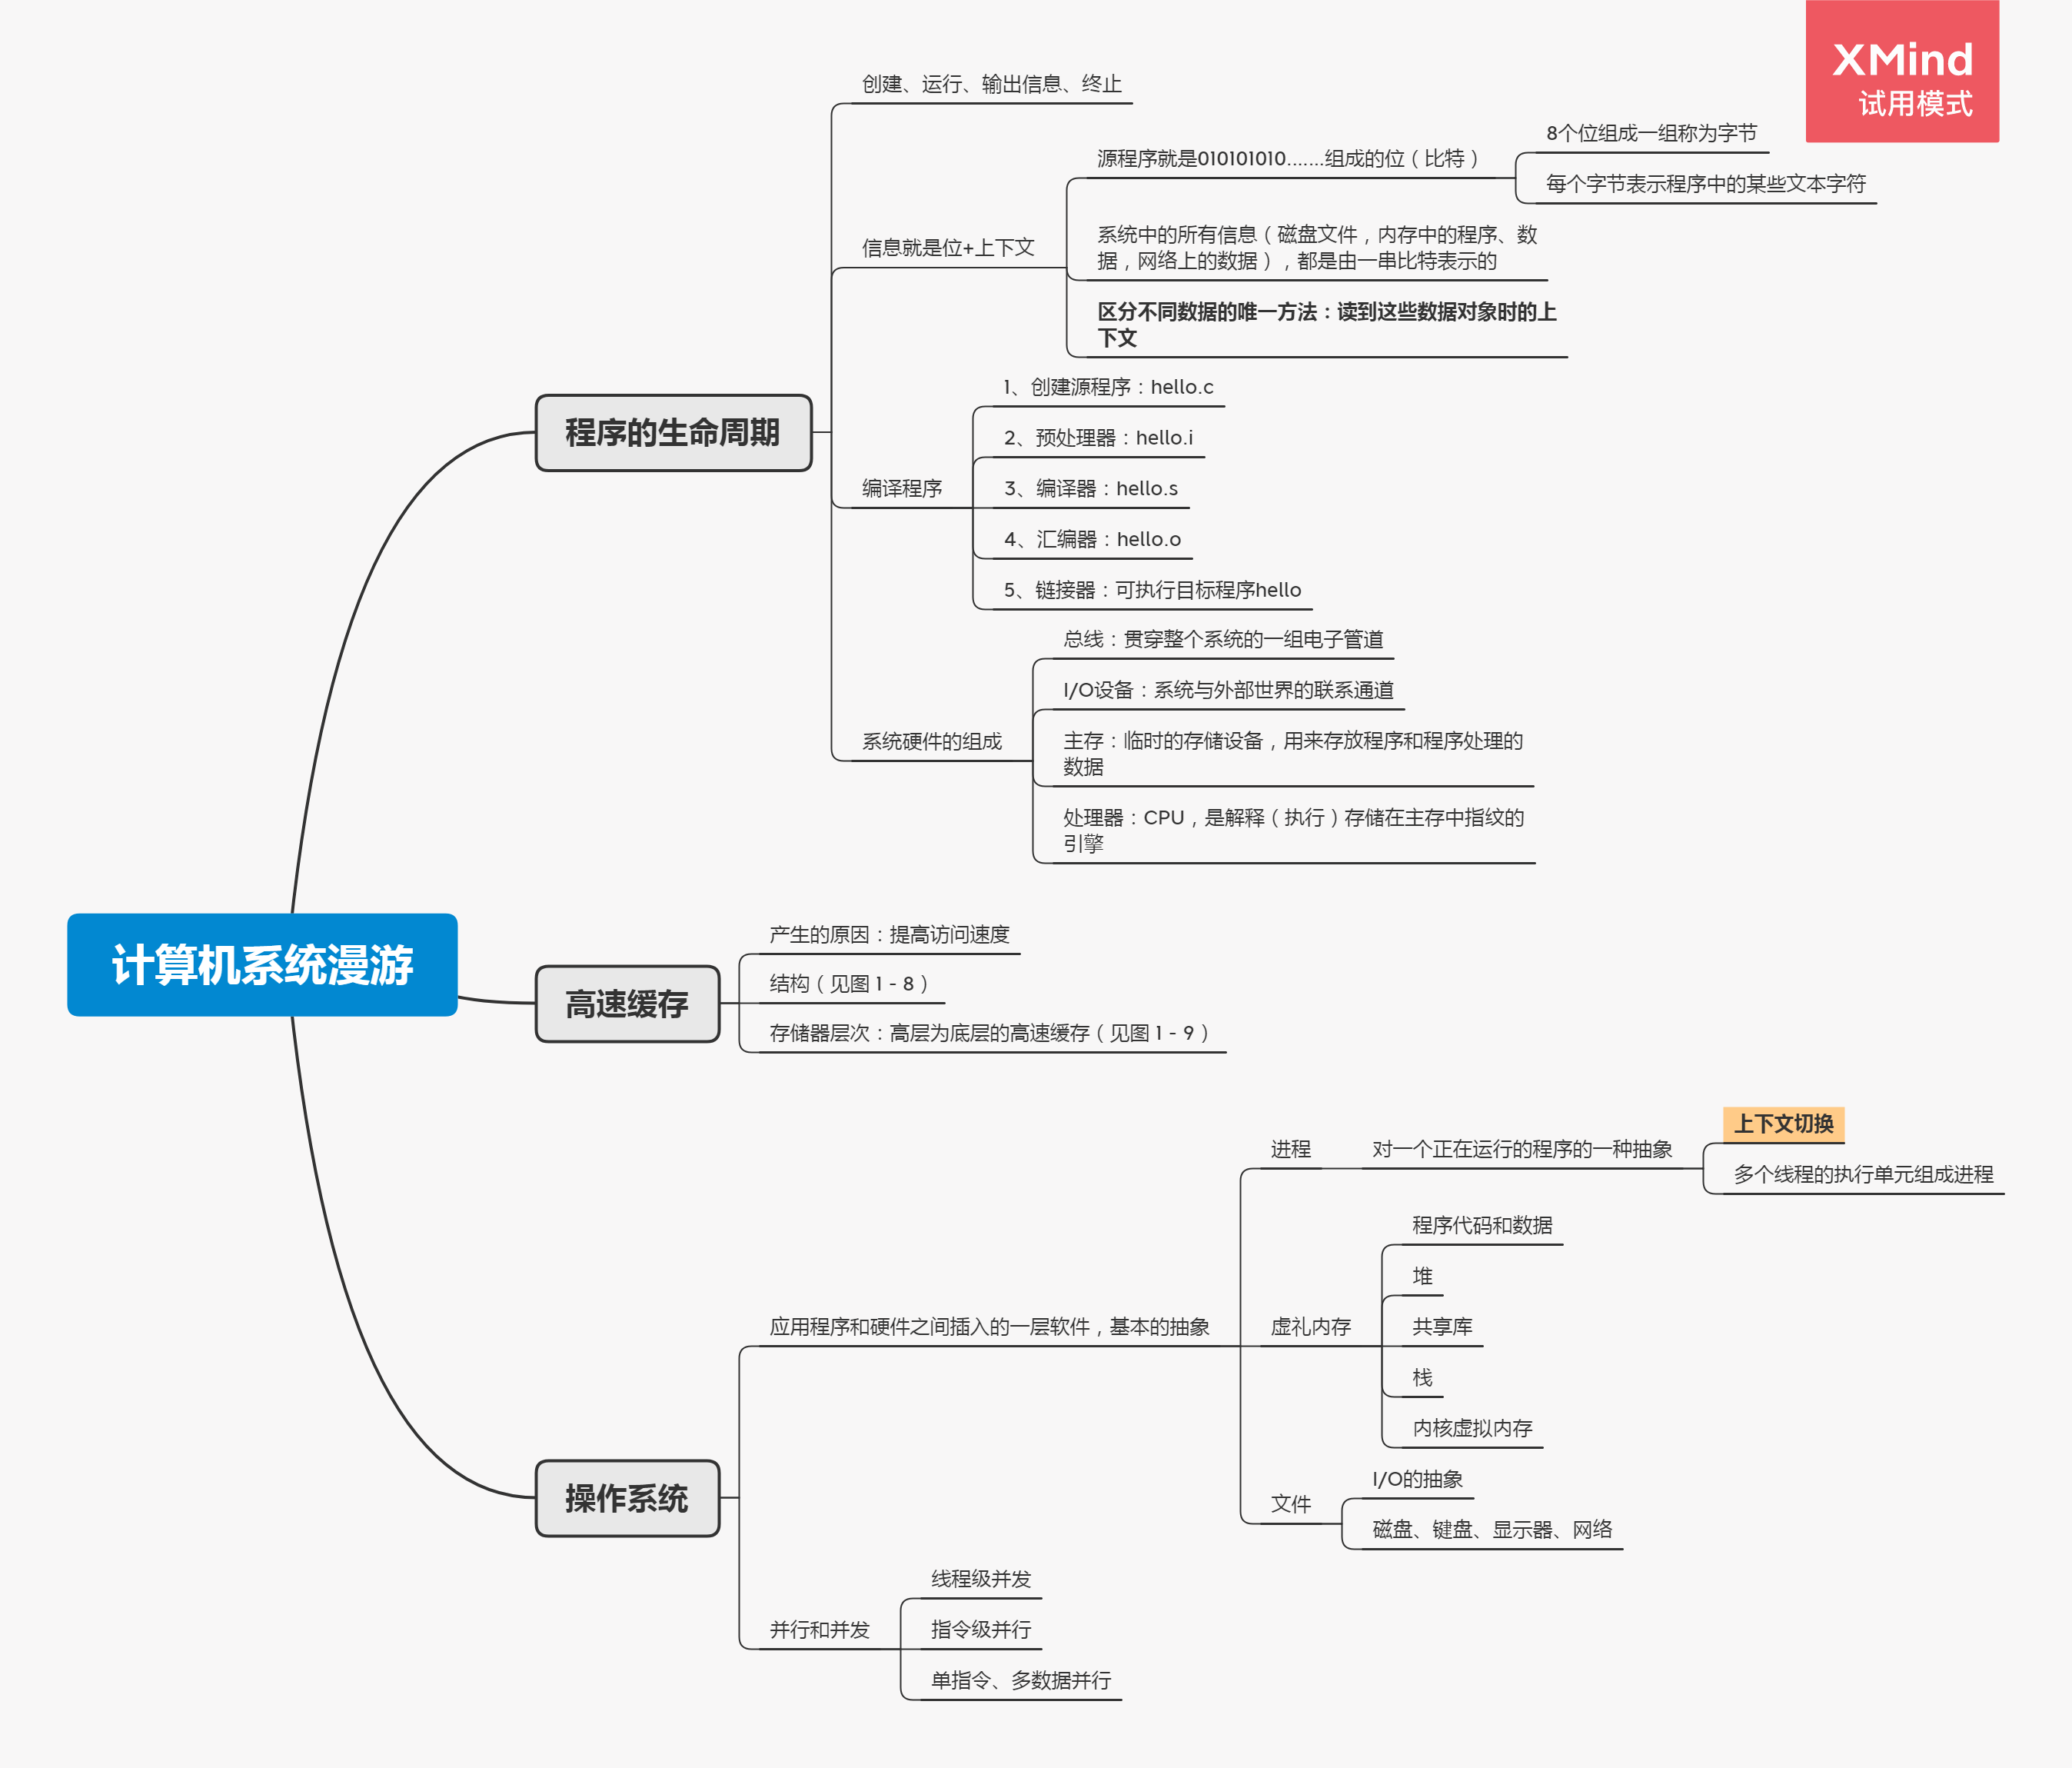 XMind
试用模式
创建、运行、输出信息、终止
8个位组成一组称为字节
源程序就是010101010.......组成的位（比特）
每个字节表示程序中的某些文本字符
信息就是位+上下文
系统中的所有信息（磁盘文件，内存中的程序、数
据，网络上的数据），都是由一串比特表示的
区分不同数据的唯一方法：读到这些数据对象时的上
下文
程序的生命周期
1、创建源程序：hello.c
2、预处理器：hello.i
编译程序
3、编译器：hello.s
4、汇编器：hello.o
5、链接器：可执行目标程序hello
总线：贯穿整个系统的一组电子管道
I/O设备：系统与外部世界的联系通道
系统硬件的组成
主存：临时的存储设备，用来存放程序和程序处理的
数据
处理器：CPU，是解释（执行）存储在主存中指纹的
引擎
计算机系统漫游
高速缓存
产生的原因：提高访问速度
结构（见图 1 - 8 ）
存储器层次：高层为底层的高速缓存（见图 1 - 9 ）
操作系统
应用程序和硬件之间插入的一层软件，基本的抽象
进程
对一个正在运行的程序的一种抽象
上下文切换
多个线程的执行单元组成进程
虚礼内存
程序代码和数据
堆
共享库
栈
内核虚拟内存
文件
I/O的抽象
磁盘、键盘、显示器、网络
并行和并发
线程级并发
指令级并行
单指令、多数据并行